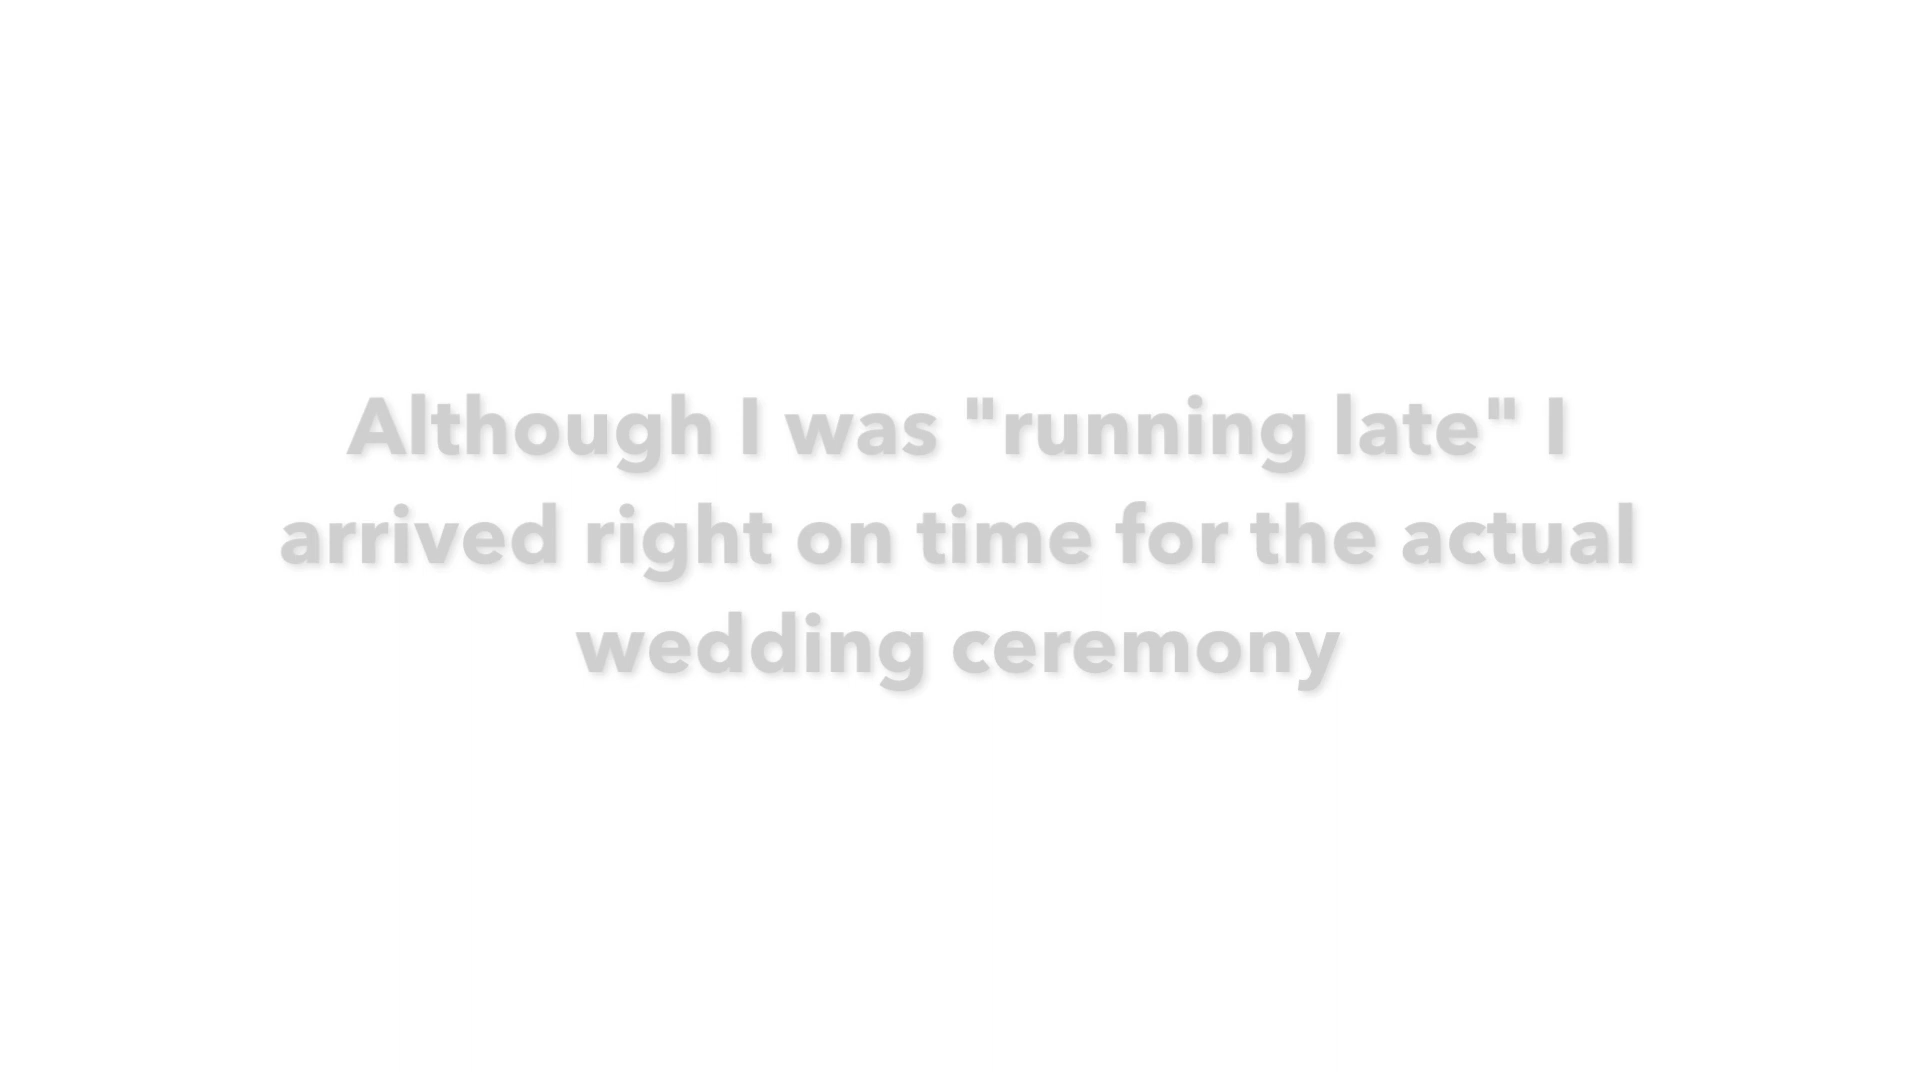 Although I was "running late" I
arrived right on time for the actual
wedding ceremony